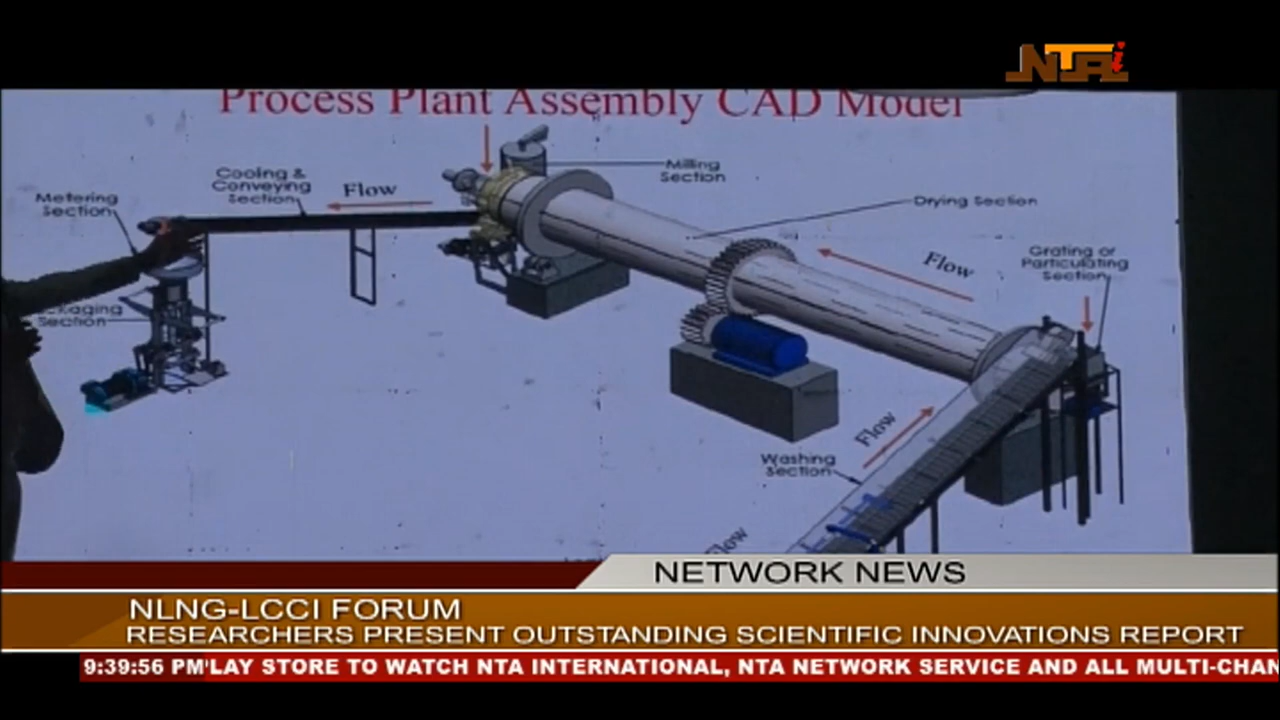 NTAi
Process Plant Assembly CAD Model
Milling
Section
Cooling &
Conveying
Section
Flow
Metering
Section
Drying Section
Grating or
Particulating
Section
Flow
Section
Flow
Washing
Section
Flow
NETWORK NEWS
NLNG-LCCI FORUM
RESEARCHERS PRESENT OUTSTANDING SCIENTIFIC INNOVATIONS REPORT
9:39:56 PM 'LAY STORE TO WATCH NTA INTERNATIONAL, NTA NETWORK SERVICE AND ALL MULTI-CHAN